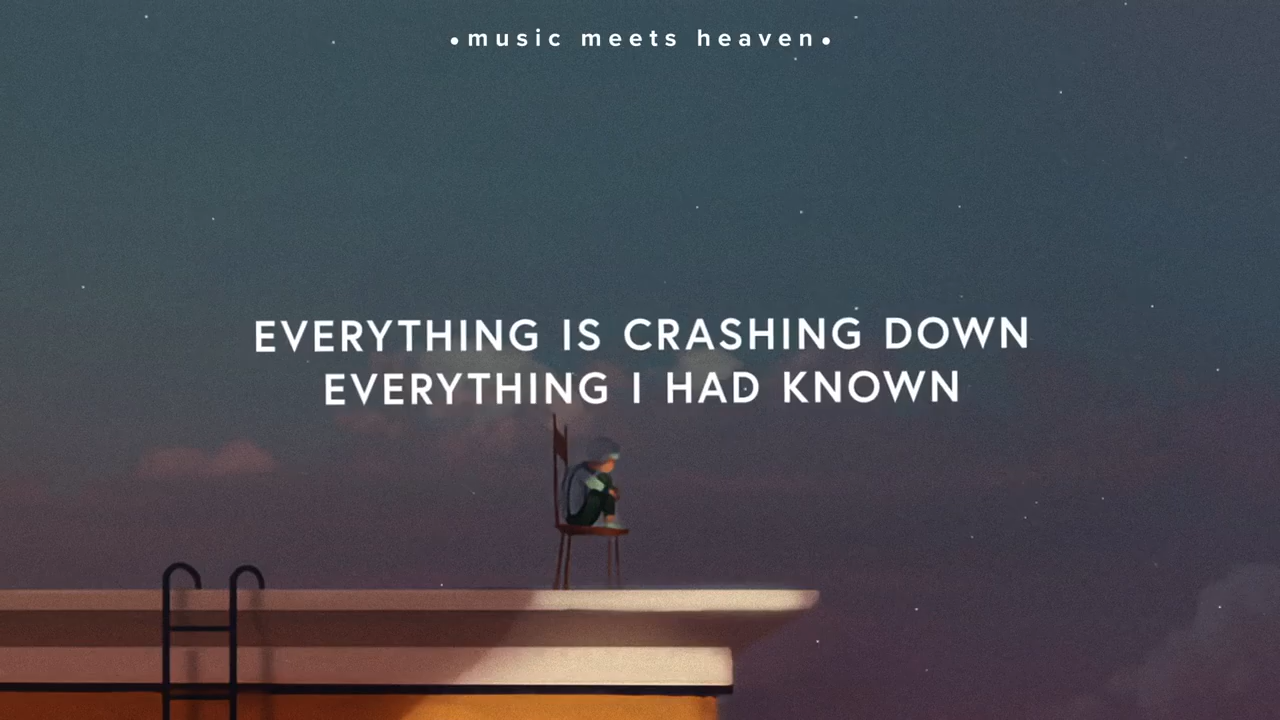 •music meets heaven•
EVERYTHING IS CRASHING DOWN
EVERYTHING I HAD KNOWN